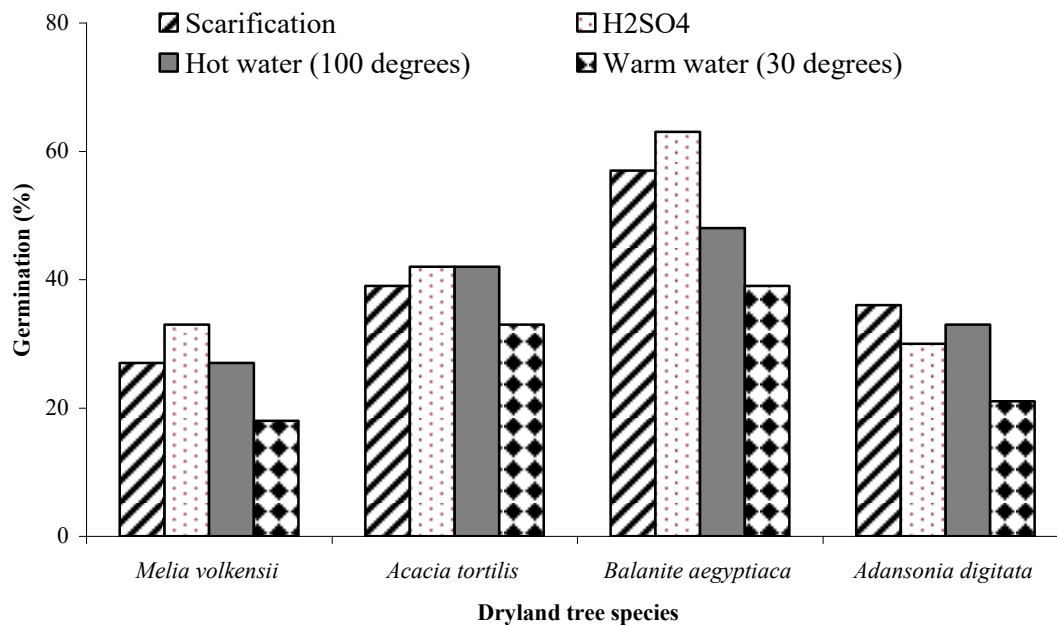 80
Scarification
H2SO4
Hot water (100 degrees)
Warm water (30 degrees)
60
40
20
0
Germination (%)
Melia volkensii
Acacia tortilis
Balanite aegyptiaca
Adansonia digitata
Dryland tree species